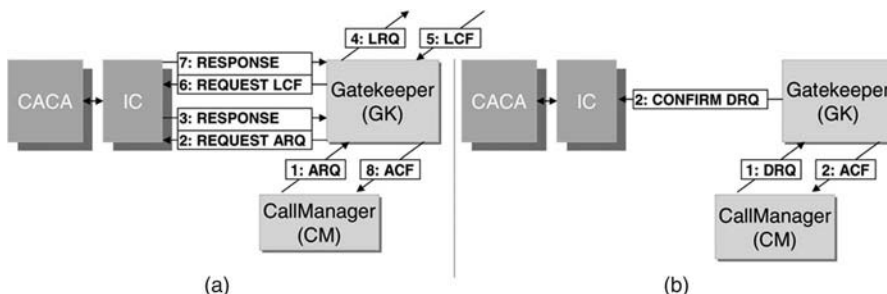 4: LRQ
5: LCF
7: RESPONSE
6: REQUEST LCF
3: RESPONSE
2: REQUEST ARQ
CACA
IC
Gatekeeper
(GK)
1: ARQ
8: ACF
CallManager
(CM)
(a)
CACA
IC
2: CONFIRM DRQ
Gatekeeper
(GK)
1: DRQ
2: ACF
CallManager
(CM)
(b)